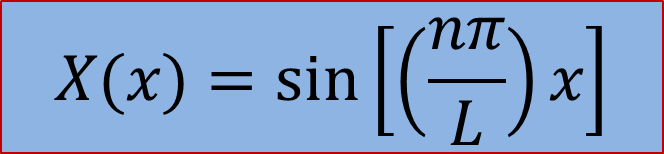 X(x) = sin [(nπ/L) x]